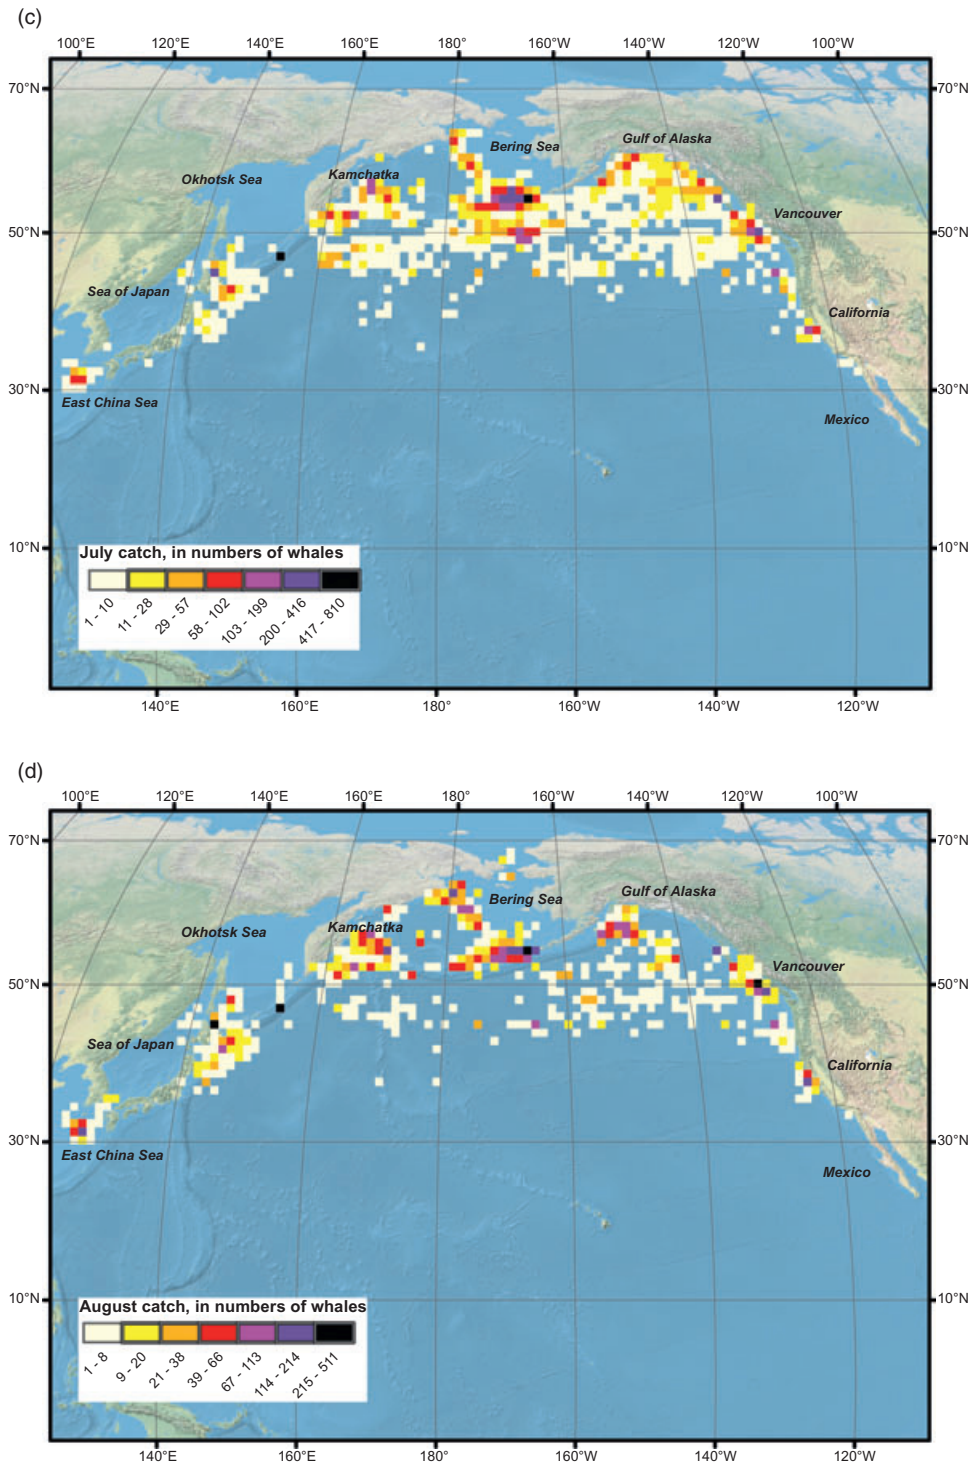 (c)
100°E 120°E 140°E 160°E 180° 160°W 140°W 120°W 100°W
70°N 70°N
Gulf of Alaska
Bering Sea
Kamchatka
Okhotsk Sea
Vancouver
50°N 50°N
Sea of Japan
California
30°N 30°N
East China Sea
Mexico
10°N 10°N
July catch, in numbers of whales
1 - 10 11 - 28 29 - 57 58 - 102 103 - 199 200 - 416 417 - 810
140°E 160°E 180° 160°W 140°W 120°W
(d)
100°E 120°E 140°E 160°E 180° 160°W 140°W 120°W 100°W
70°N 70°N
Gulf of Alaska
Bering Sea
Kamchatka
Okhotsk Sea
Vancouver
50°N 50°N
Sea of Japan
California
30°N 30°N
East China Sea
Mexico
10°N 10°N
August catch, in numbers of whales
1 - 8 9 - 20 21 - 38 39 - 66 67 - 113 114 - 214 215 - 511
140°E 160°E 180° 160°W 140°W 120°W